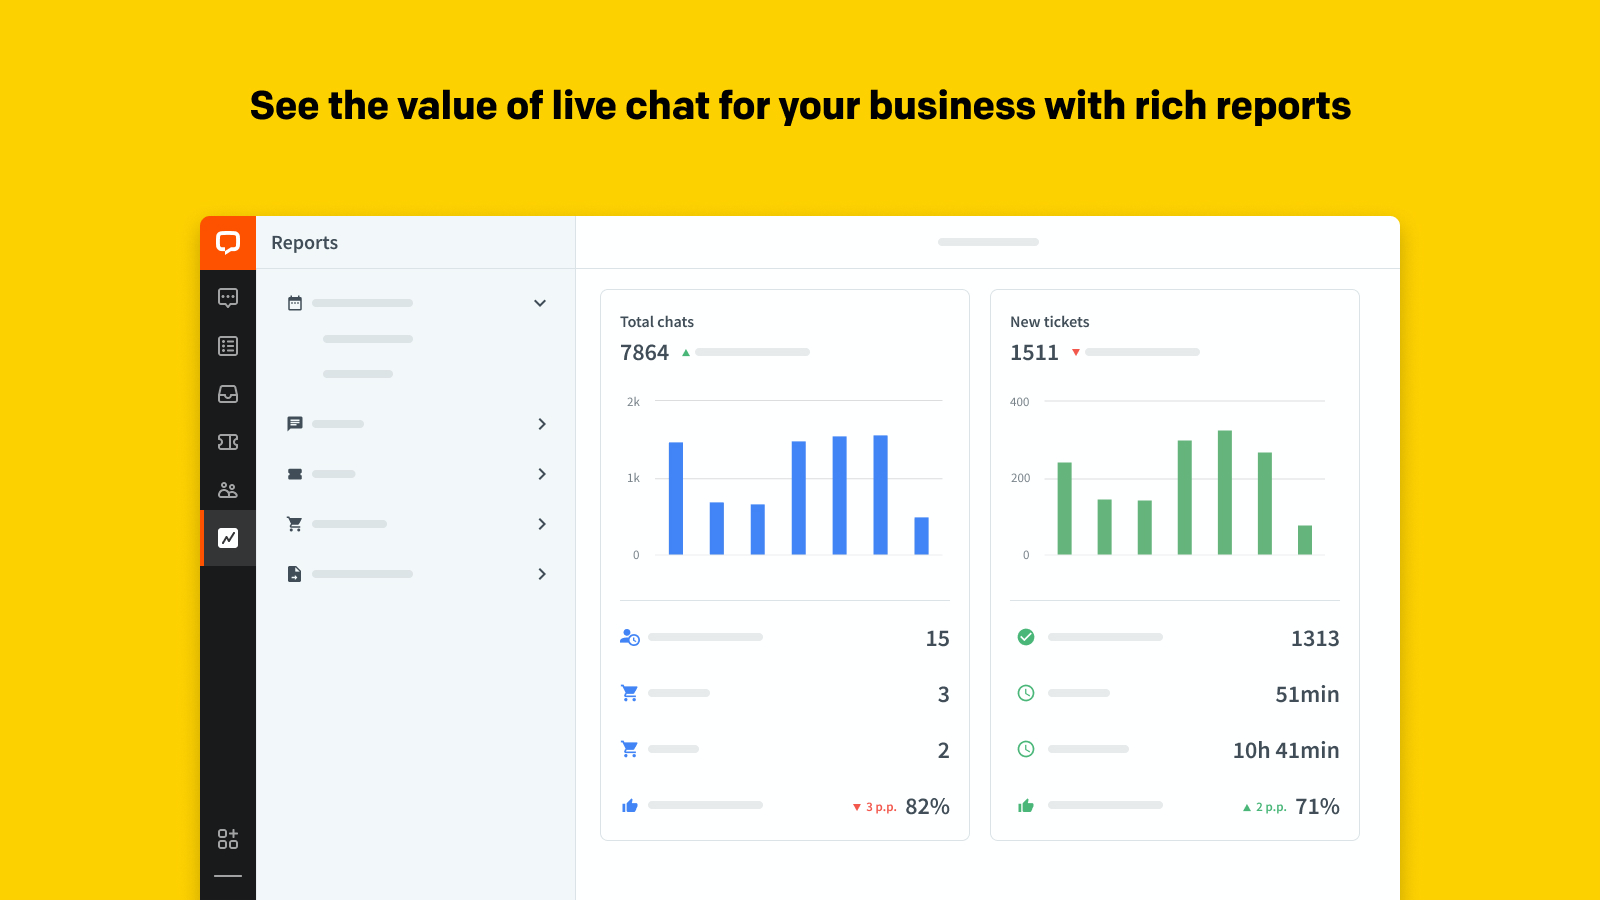 See the value of live chat for your business with rich reports
Reports
Total chats
7864
2k
1k
0
15
3
2
3 p.p. 82%
New tickets
1511
400
200
0
1313
51min
10h 41min
2 p.p. 71%